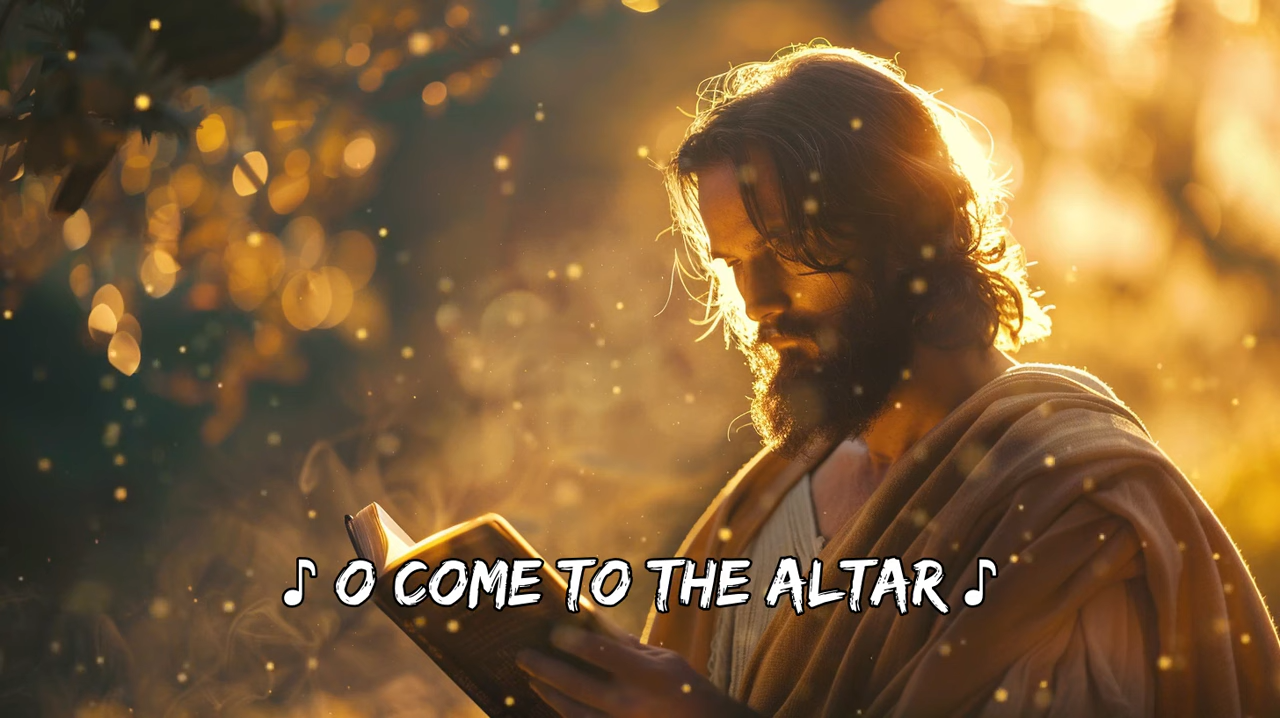 ♪ O COME TO THE ALTAR ♪